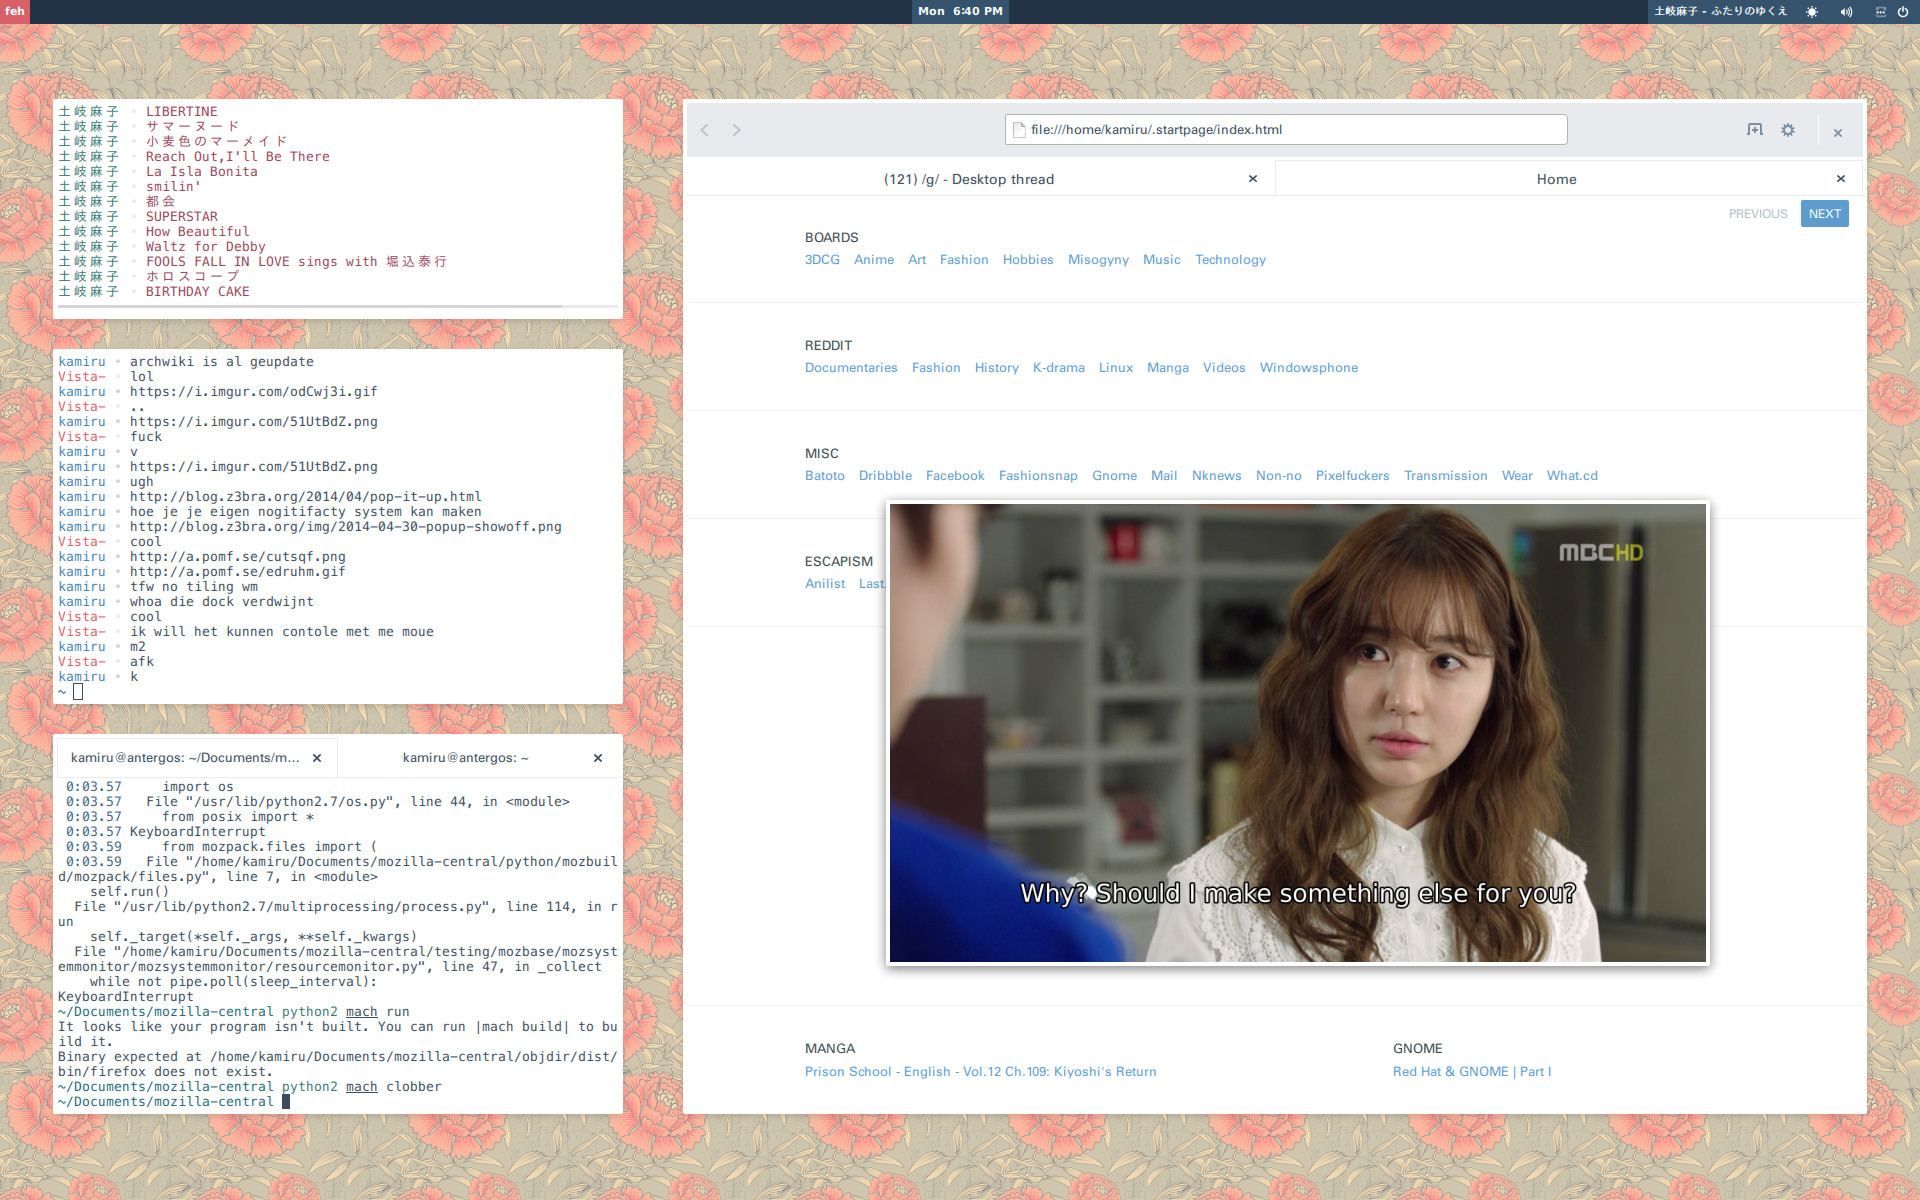 feh
Mon 6:40 PM
土岐麻子 - ふたりのゆくえ
土岐麻子 • LIBERTINE
土岐麻子 • サマーヌード
土岐麻子 • 小麦色のマーメイド
土岐麻子 • Reach Out,I'll Be There
土岐麻子 • La Isla Bonita
土岐麻子 • smilin'
土岐麻子 • 都会
土岐麻子 • SUPERSTAR
土岐麻子 • How Beautiful
土岐麻子 • Waltz for Debby
土岐麻子 • FOOLS FALL IN LOVE sings with 堀込泰行
土岐麻子 • ホロスコープ
土岐麻子 • BIRTHDAY CAKE
kamiru • archwiki is al geupdate
Vista- • lol
kamiru • https://i.imgur.com/odCwj3i.gif
Vista- • ..
kamiru • https://i.imgur.com/51UtBdZ.png
Vista- • fuck
kamiru • v
kamiru • https://i.imgur.com/51UtBdZ.png
kamiru • ugh
kamiru • http://blog.z3bra.org/2014/04/pop-it-up.html
kamiru • hoe je je eigen nogitifacty system kan maken
kamiru • http://blog.z3bra.org/img/2014-04-30-popup-showoff.png
Vista- • cool
kamiru • http://a.pomf.se/cutsqf.png
kamiru • http://a.pomf.se/edruhm.gif
kamiru • tfw no tiling wm
kamiru • whoa die dock verdwijnt
Vista- • cool
Vista- • ik will het kunnen contole met me moue
kamiru • m2
Vista- • afk
kamiru • k
~
kamiru@antergos: ~/Documents/m... ×
kamiru@antergos: ~ ×
0:03.57 import os
0:03.57 File "/usr/lib/python2.7/os.py", line 44, in <module>
0:03.57 from posix import *
0:03.57 KeyboardInterrupt
0:03.59 from mozpack.files import (
0:03.59 File "/home/kamiru/Documents/mozilla-central/python/mozbuil
d/mozpack/files.py", line 7, in <module>
self.run()
File "/usr/lib/python2.7/multiprocessing/process.py", line 114, in r
un
self._target(*self._args, **self._kwargs)
File "/home/kamiru/Documents/mozilla-central/testing/mozbase/mozsyst
emmonitor/mozsystemmonitor/resourcemonitor.py", line 47, in _collect
while not pipe.poll(sleep_interval):
KeyboardInterrupt
~/Documents/mozilla-central python2 mach run
It looks like your program isn't built. You can run |mach build| to bu
ild it.
Binary expected at /home/kamiru/Documents/mozilla-central/objdir/dist/
bin/firefox does not exist.
~/Documents/mozilla-central python2 mach clobber
~/Documents/mozilla-central
file:///home/kamiru/.startpage/index.html
(121) /g/ - Desktop thread ×
Home ×
PREVIOUS NEXT
BOARDS
3DCG Anime Art Fashion Hobbies Misogyny Music Technology
REDDIT
Documentaries Fashion History K-drama Linux Manga Videos Windowsphone
MISC
Batoto Dribbble Facebook Fashionsnap Gnome Mail Nknews Non-no Pixelfuckers Transmission Wear What.cd
ESCAPISM
Anilist Last.
MBC HD
Why? Should I make something else for you?
MANGA
Prison School - English - Vol.12 Ch.109: Kiyoshi's Return
GNOME
Red Hat & GNOME | Part I